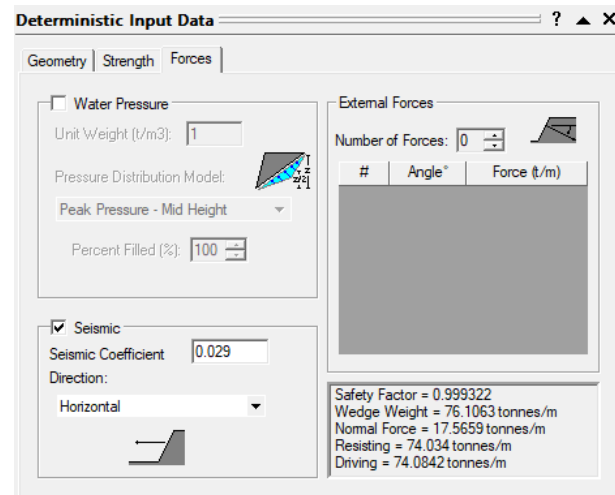 Deterministic Input Data ? ▲ ×
Geometry Strength Forces
Water Pressure
Unit Weight (t/m3): 1
Pressure Distribution Model:
z
z/2
Peak Pressure - Mid Height
Percent Filled (%): 100
Seismic
Seismic Coefficient 0.029
Direction:
Horizontal
External Forces
Number of Forces: 0
# Angle° Force (t/m)
Safety Factor = 0.999322
Wedge Weight = 76.1063 tonnes/m
Normal Force = 17.5659 tonnes/m
Resisting = 74.034 tonnes/m
Driving = 74.0842 tonnes/m